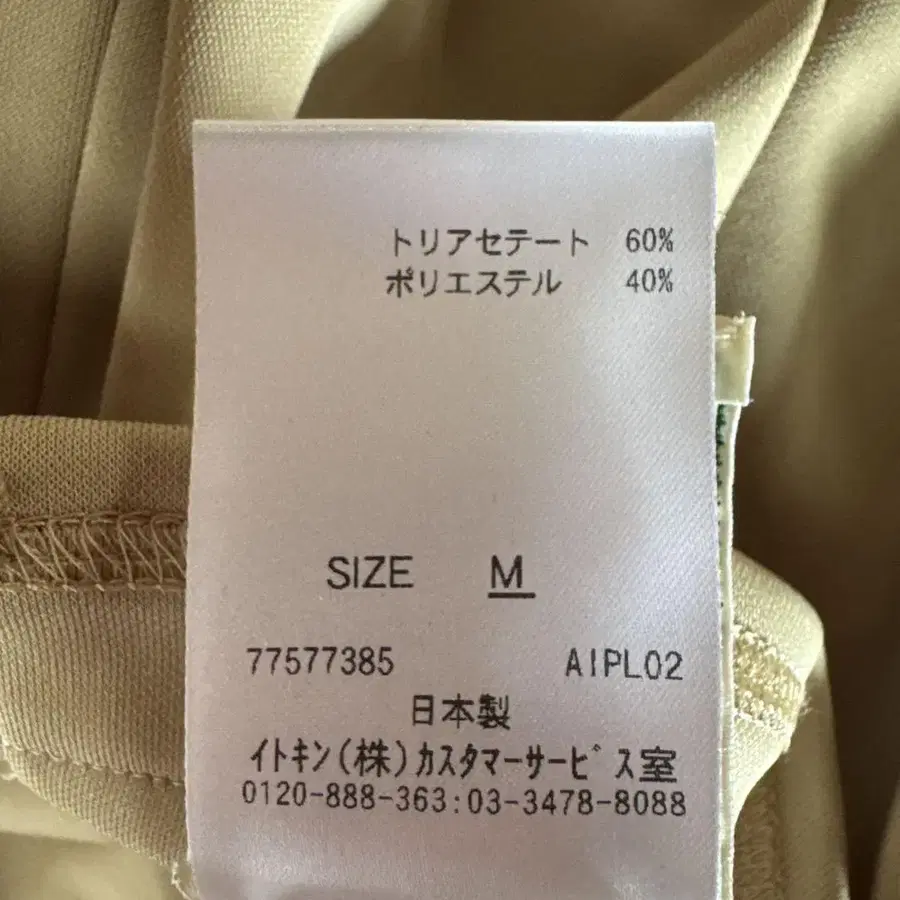 トリアセテート 60%
ポリエステル 40%
SIZE M
77577385 AIPL02
日本製
イトキン(株)カスタマーサービス室
0120-888-363:03-3478-8088